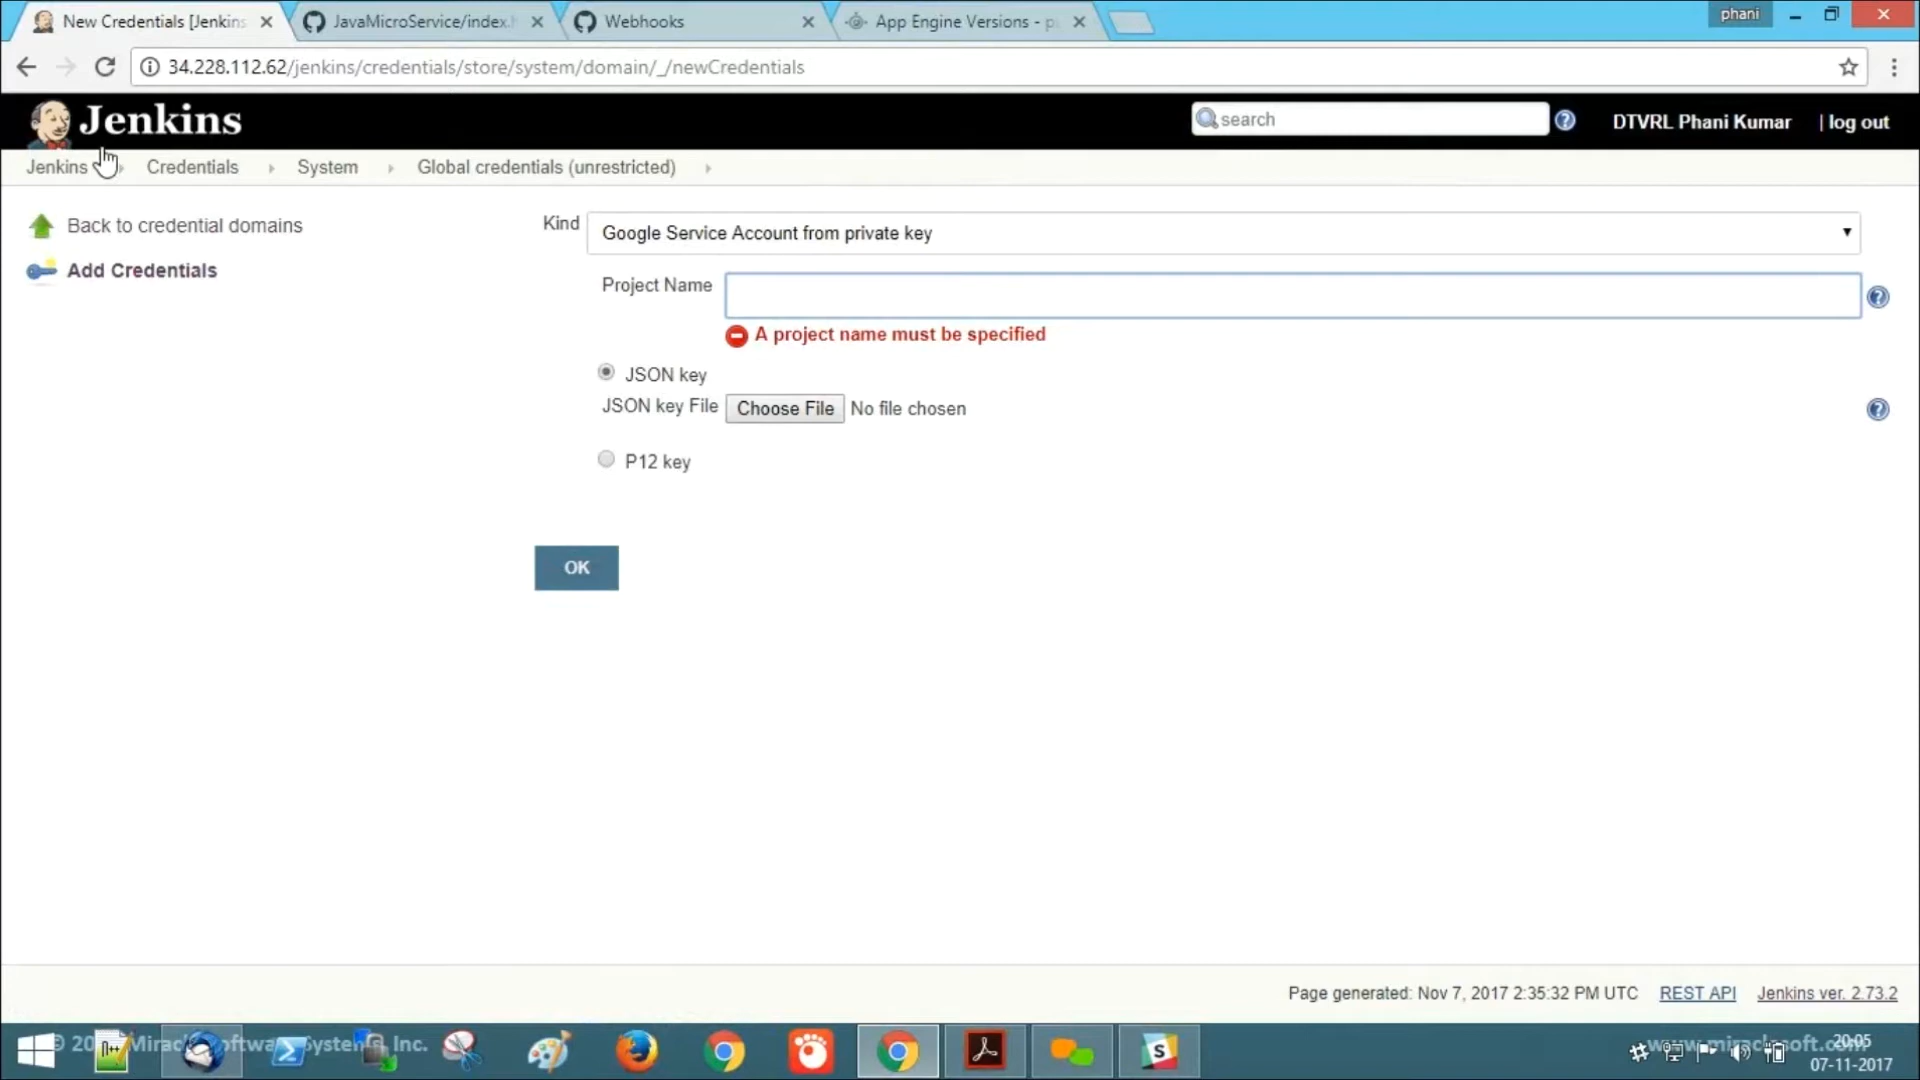 New Credentials [Jenkins
JavaMicroService/index.h
Webhooks
App Engine Versions - p
phani
34.228.112.62/jenkins/credentials/store/system/domain/_/newCredentials
Jenkins
search
DTVRL Phani Kumar
| log out
Jenkins
Credentials
System
Global credentials (unrestricted)
Back to credential domains
Add Credentials
Kind
Google Service Account from private key
Project Name
A project name must be specified
JSON key
JSON key File
Choose File
No file chosen
P12 key
OK
Page generated: Nov 7, 2017 2:35:32 PM UTC
REST API
Jenkins ver. 2.73.2
Inc.
20:05
07-11-2017